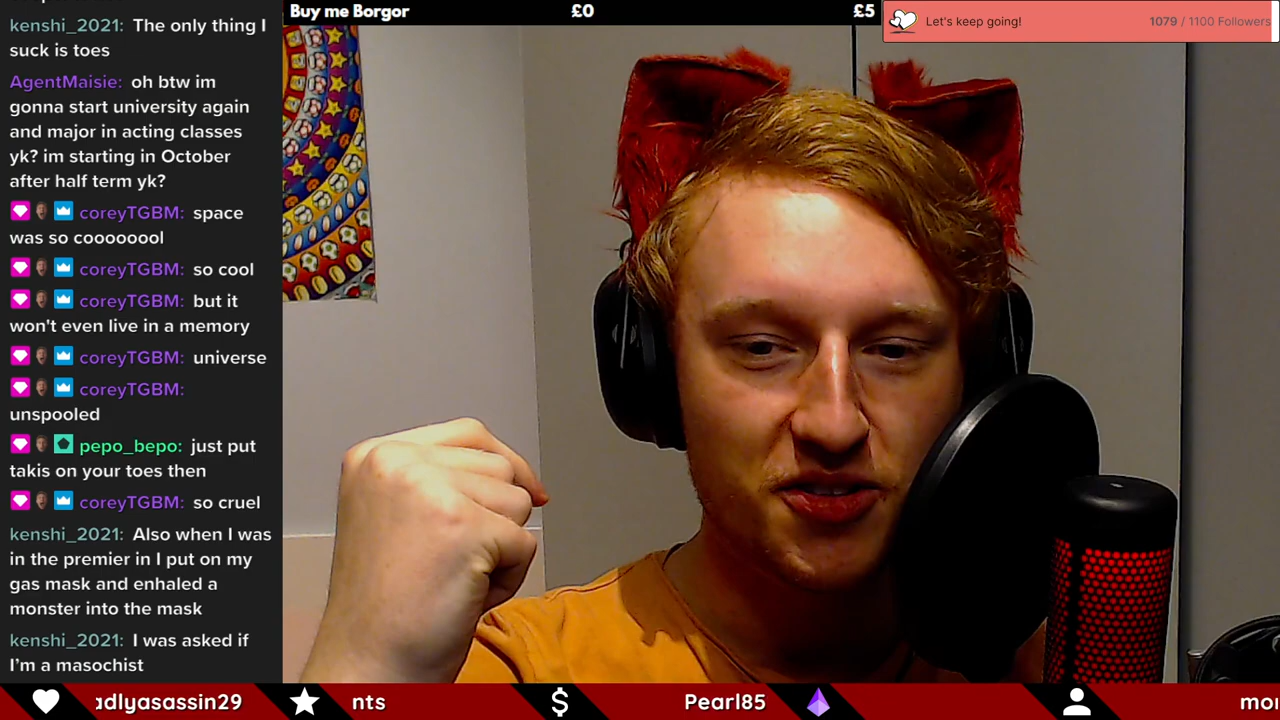 kenshi_2021: The only thing I
suck is toes
AgentMaisie: oh btw im
gonna start university again
and major in acting classes
yk? im starting in October
after half term yk?
coreyTGBM: space
was so cooooool
coreyTGBM: so cool
coreyTGBM: but it
won't even live in a memory
coreyTGBM: universe
coreyTGBM:
unspooled
pepo_bepo: just put
takis on your toes then
coreyTGBM: so cruel
kenshi_2021: Also when I was
in the premier in I put on my
gas mask and enhaled a
monster into the mask
kenshi_2021: I was asked if
I'm a masochist
Buy me Borgor £0 £5
Let's keep going! 1079 / 1100 Followers
adlyasassin29 nts Pearl85 mor